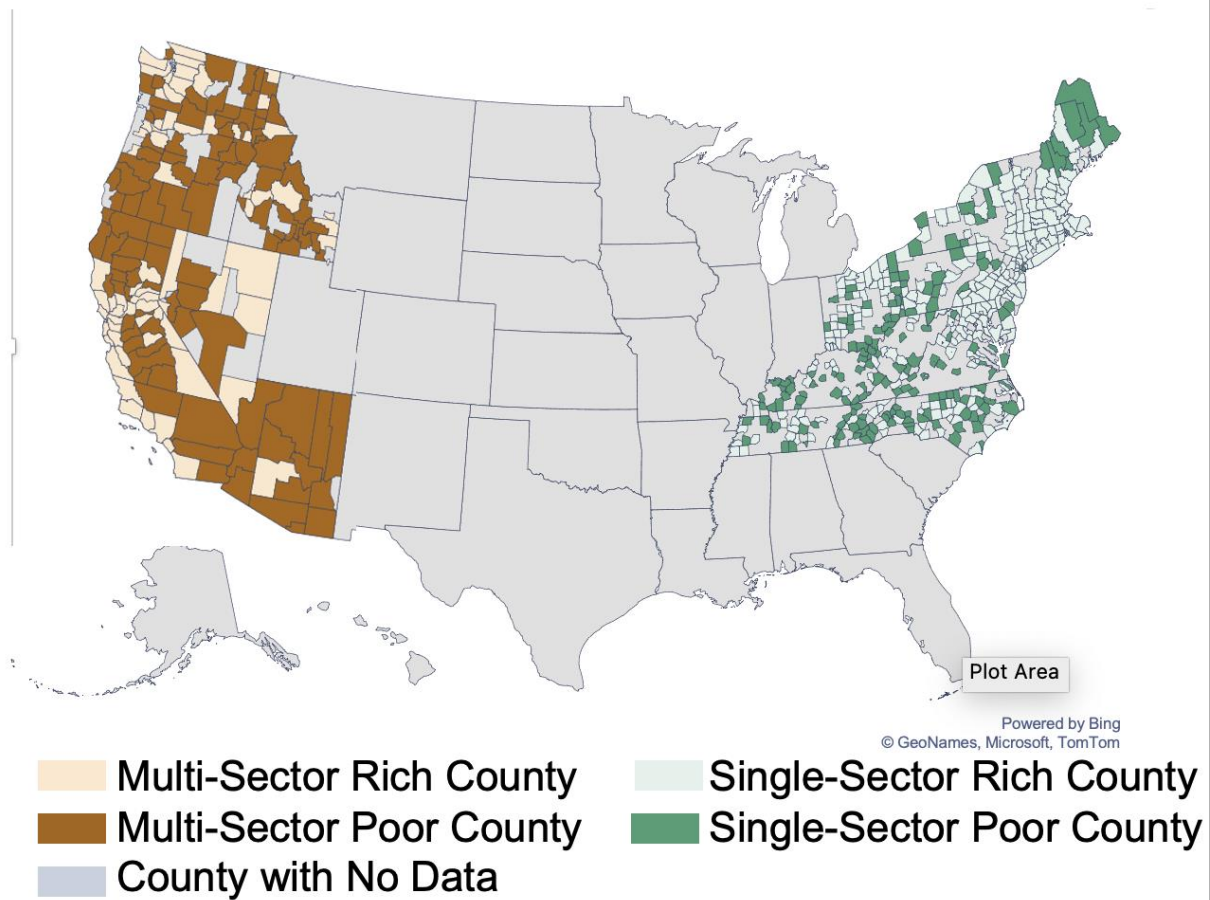 Plot Area
Powered by Bing
© GeoNames, Microsoft, TomTom
Multi-Sector Rich County
Single-Sector Rich County
Multi-Sector Poor County
Single-Sector Poor County
County with No Data